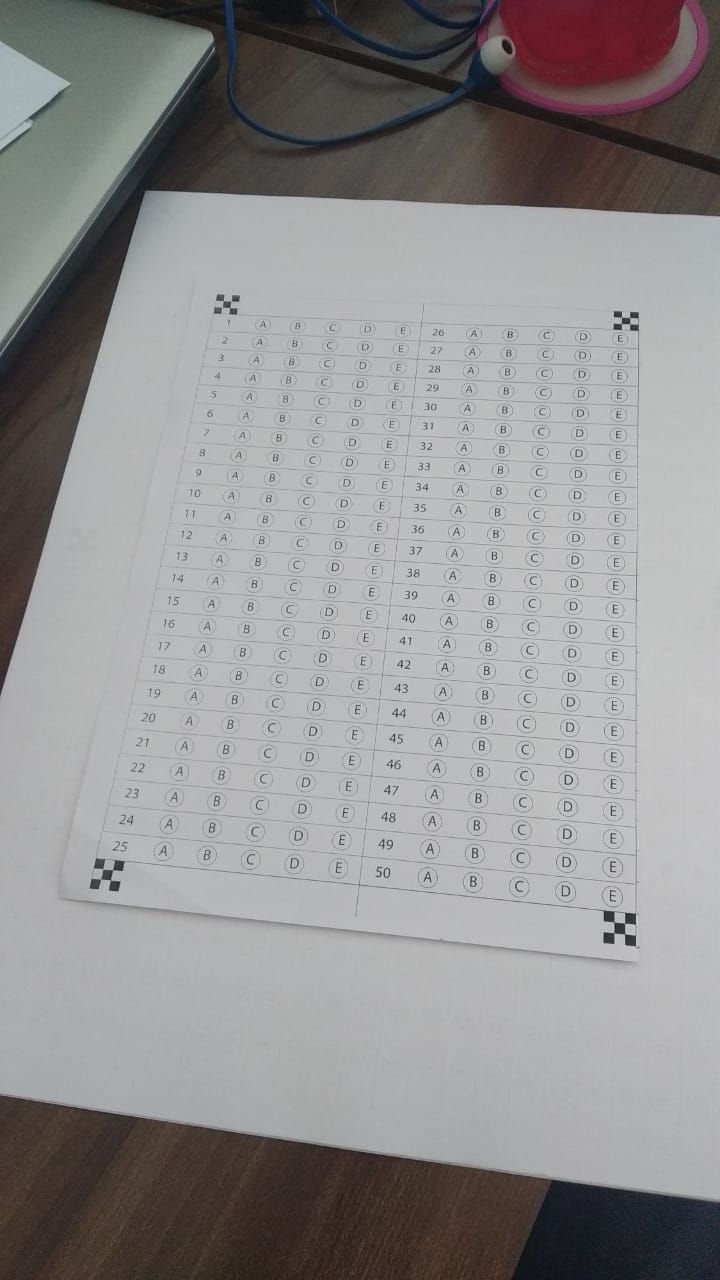 1 A B C D E
2 A B C D E
3 A B C D E
4 A B C D E
5 A B C D E
6 A B C D E
7 A B C D E
8 A B C D E
9 A B C D E
10 A B C D E
11 A B C D E
12 A B C D E
13 A B C D E
14 A B C D E
15 A B C D E
16 A B C D E
17 A B C D E
18 A B C D E
19 A B C D E
20 A B C D E
21 A B C D E
22 A B C D E
23 A B C D E
24 A B C D E
25 A B C D E
26 A B C D E
27 A B C D E
28 A B C D E
29 A B C D E
30 A B C D E
31 A B C D E
32 A B C D E
33 A B C D E
34 A B C D E
35 A B C D E
36 A B C D E
37 A B C D E
38 A B C D E
39 A B C D E
40 A B C D E
41 A B C D E
42 A B C D E
43 A B C D E
44 A B C D E
45 A B C D E
46 A B C D E
47 A B C D E
48 A B C D E
49 A B C D E
50 A B C D E